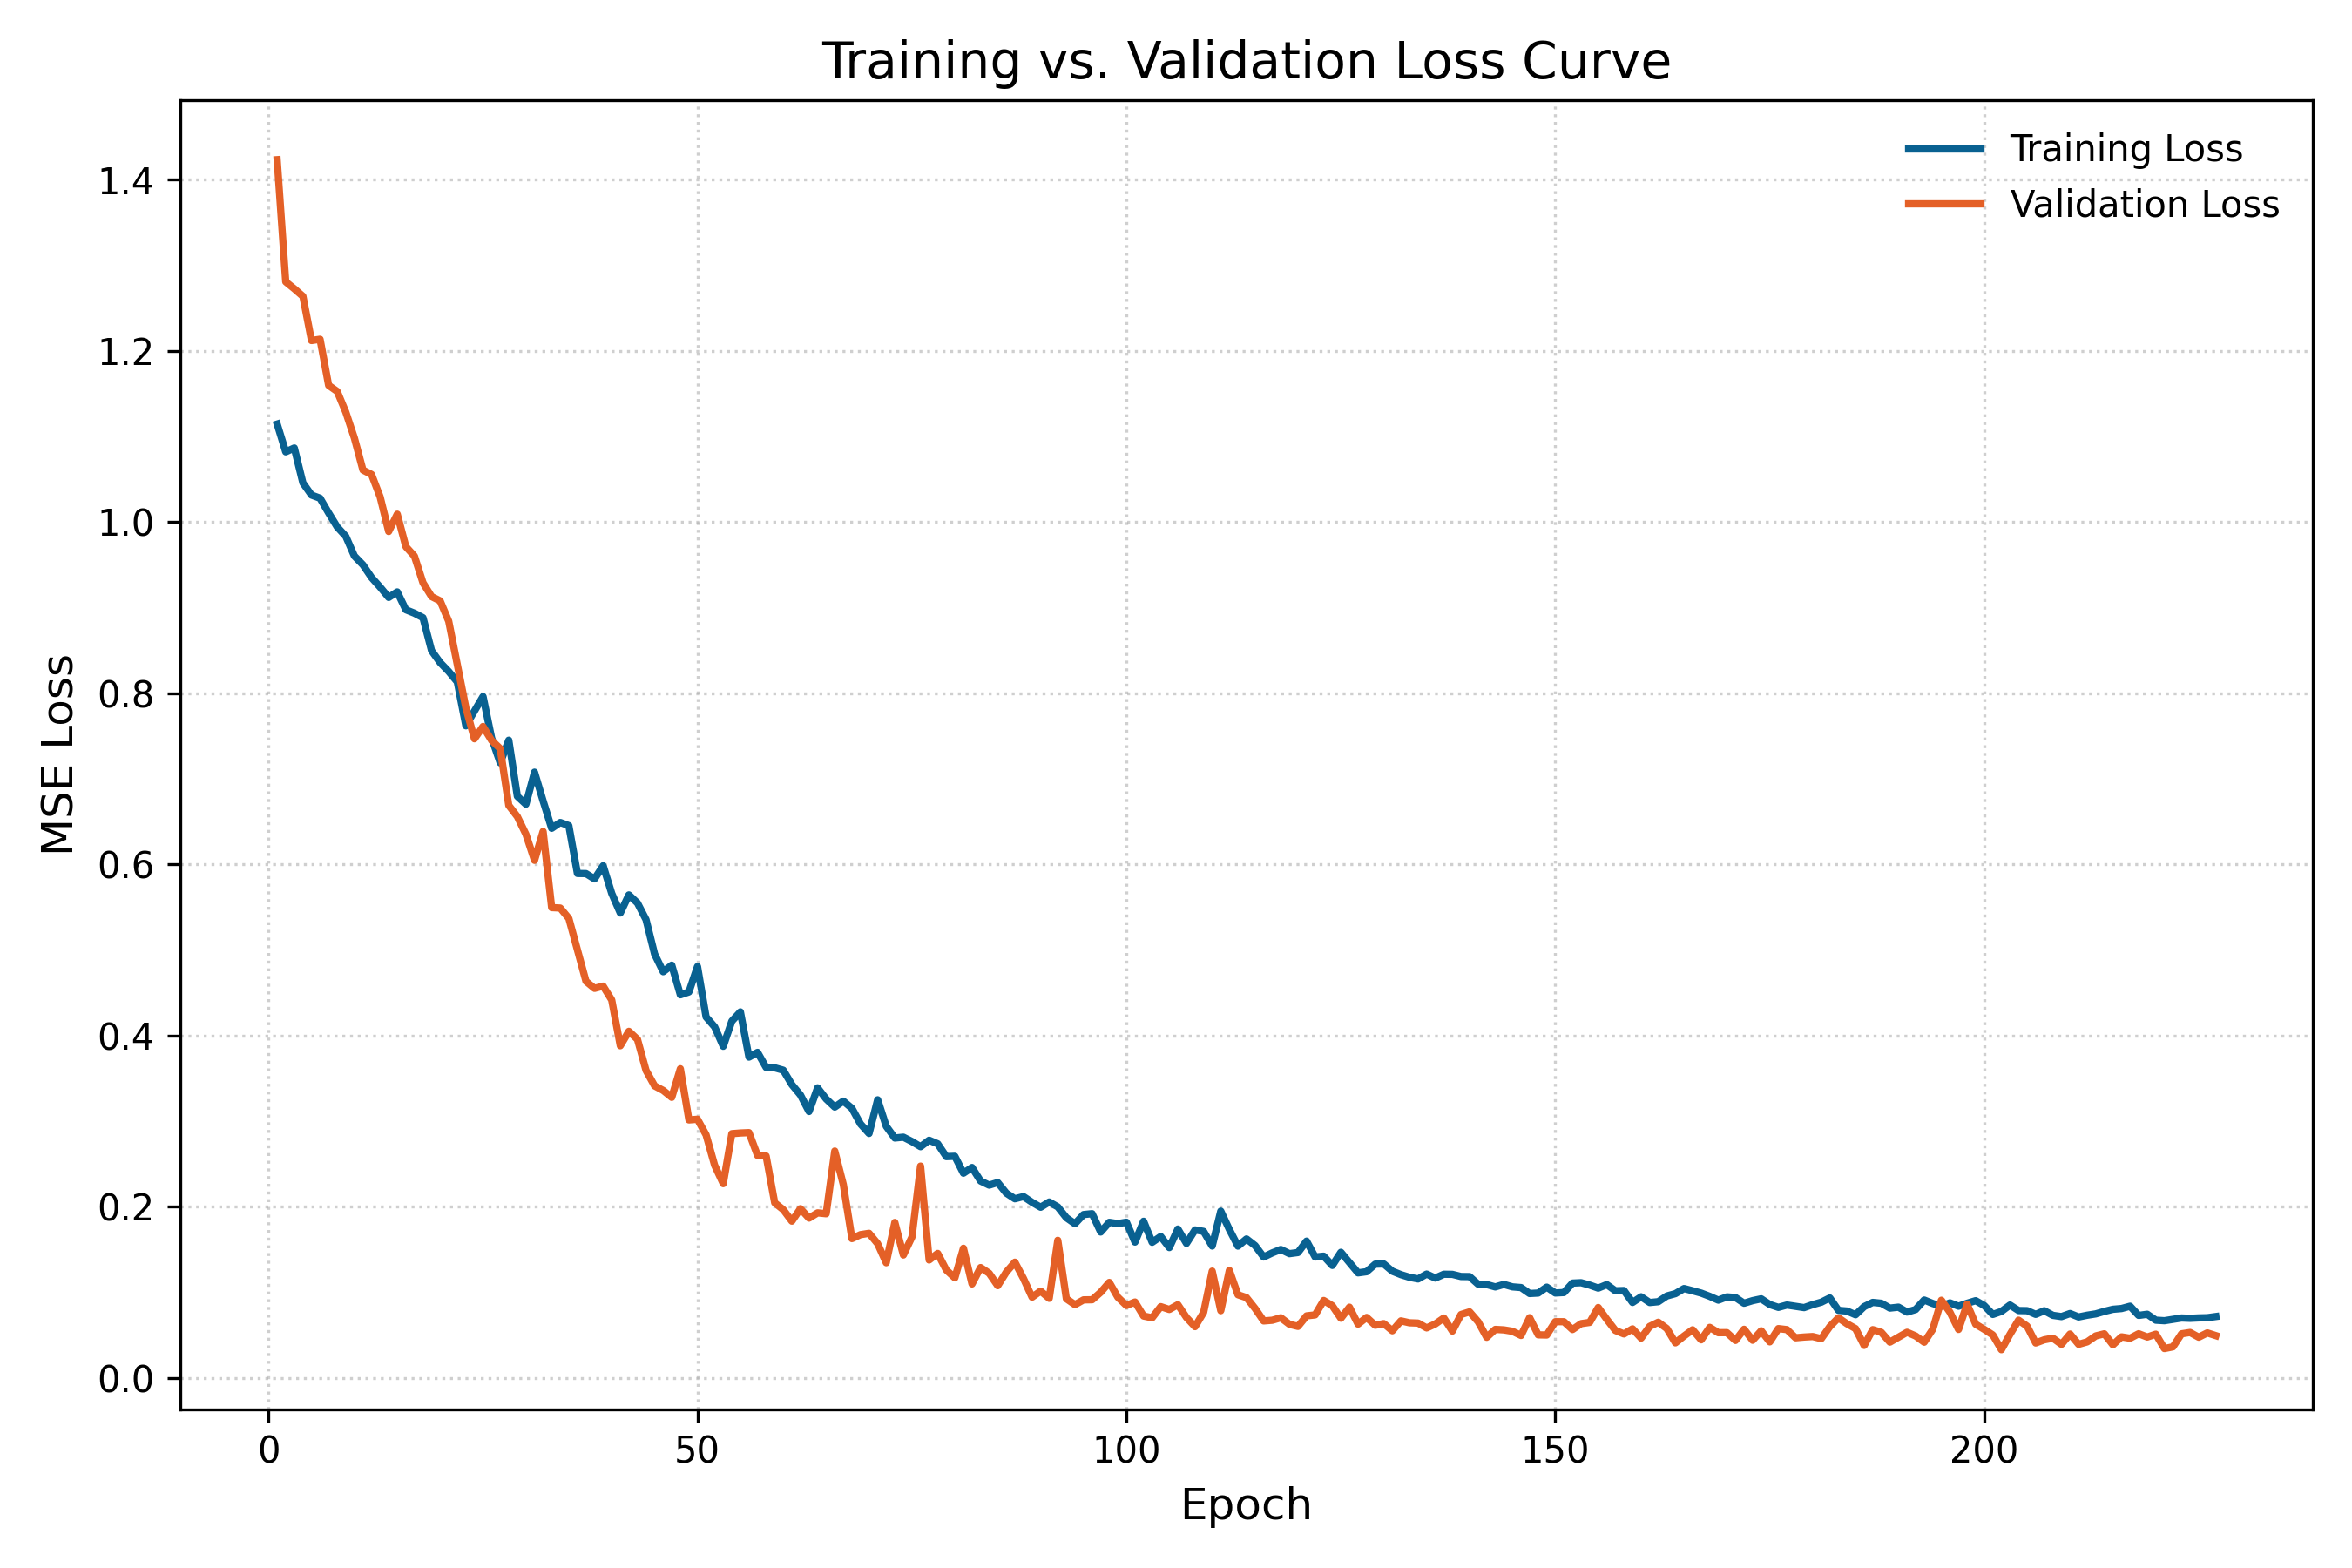 Training vs. Validation Loss Curve
Training Loss
Validation Loss
1.4
1.2
1.0
0.8
0.6
0.4
0.2
0.0
MSE Loss
0 50 100 150 200
Epoch